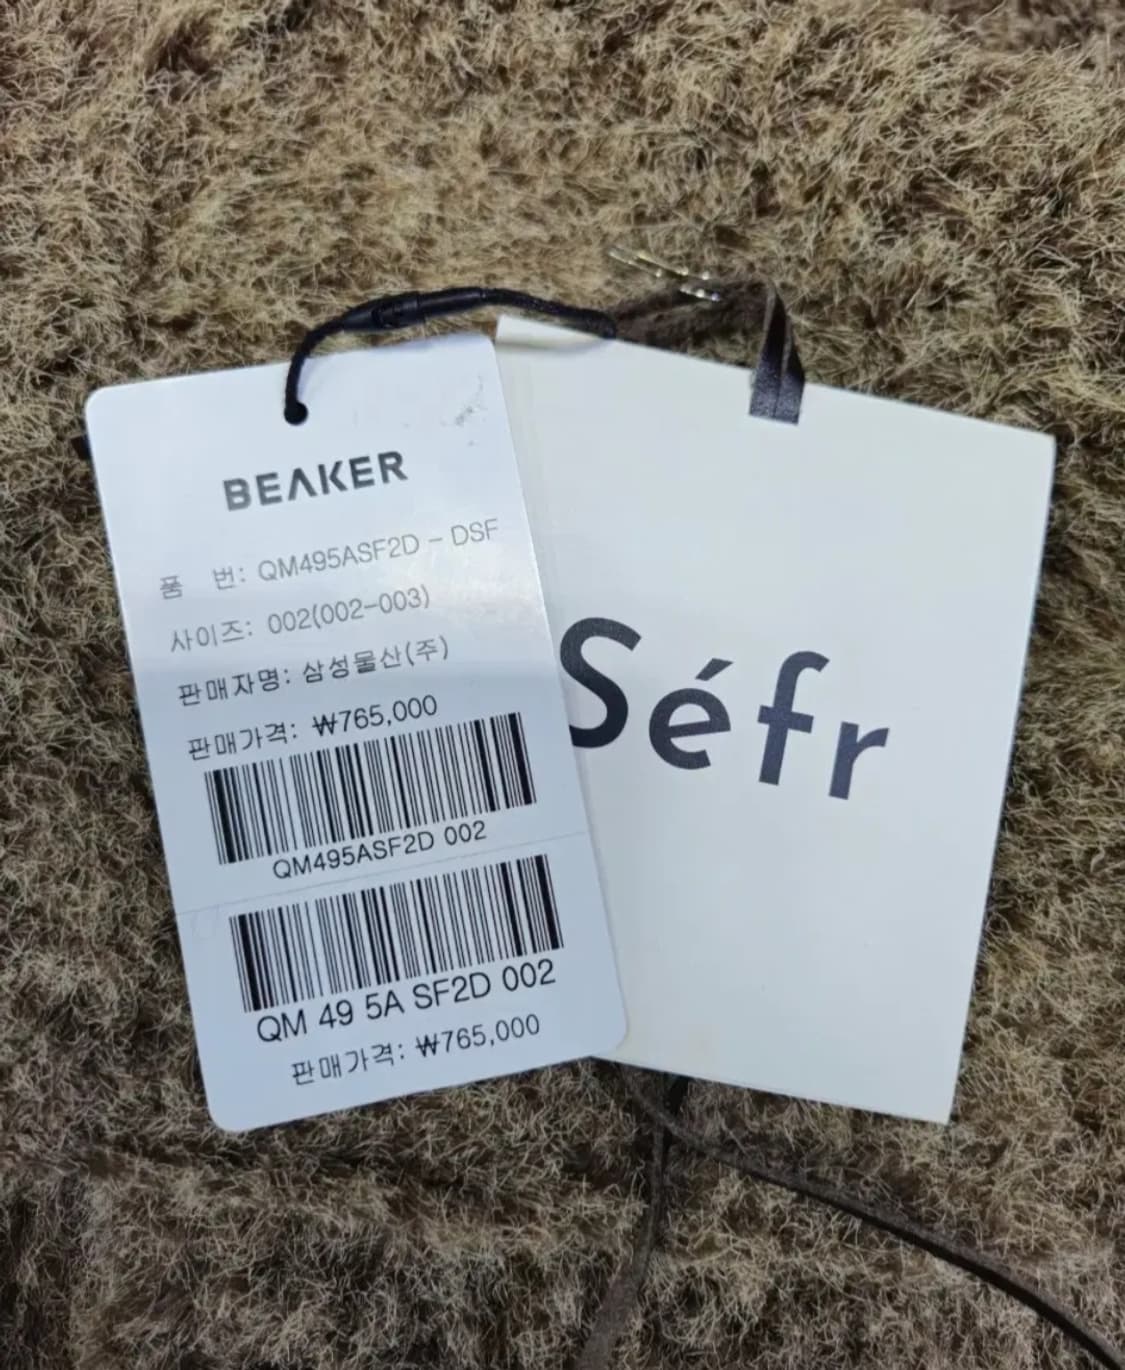 BEAKER
품 번: QM495ASF2D - DSF
사이즈: 002(002-003)
판매자명: 삼성물산(주)
판매가격: ₩765,000
QM495ASF2D 002
QM 49 5A SF2D 002
판매가격: ₩765,000
Séfr